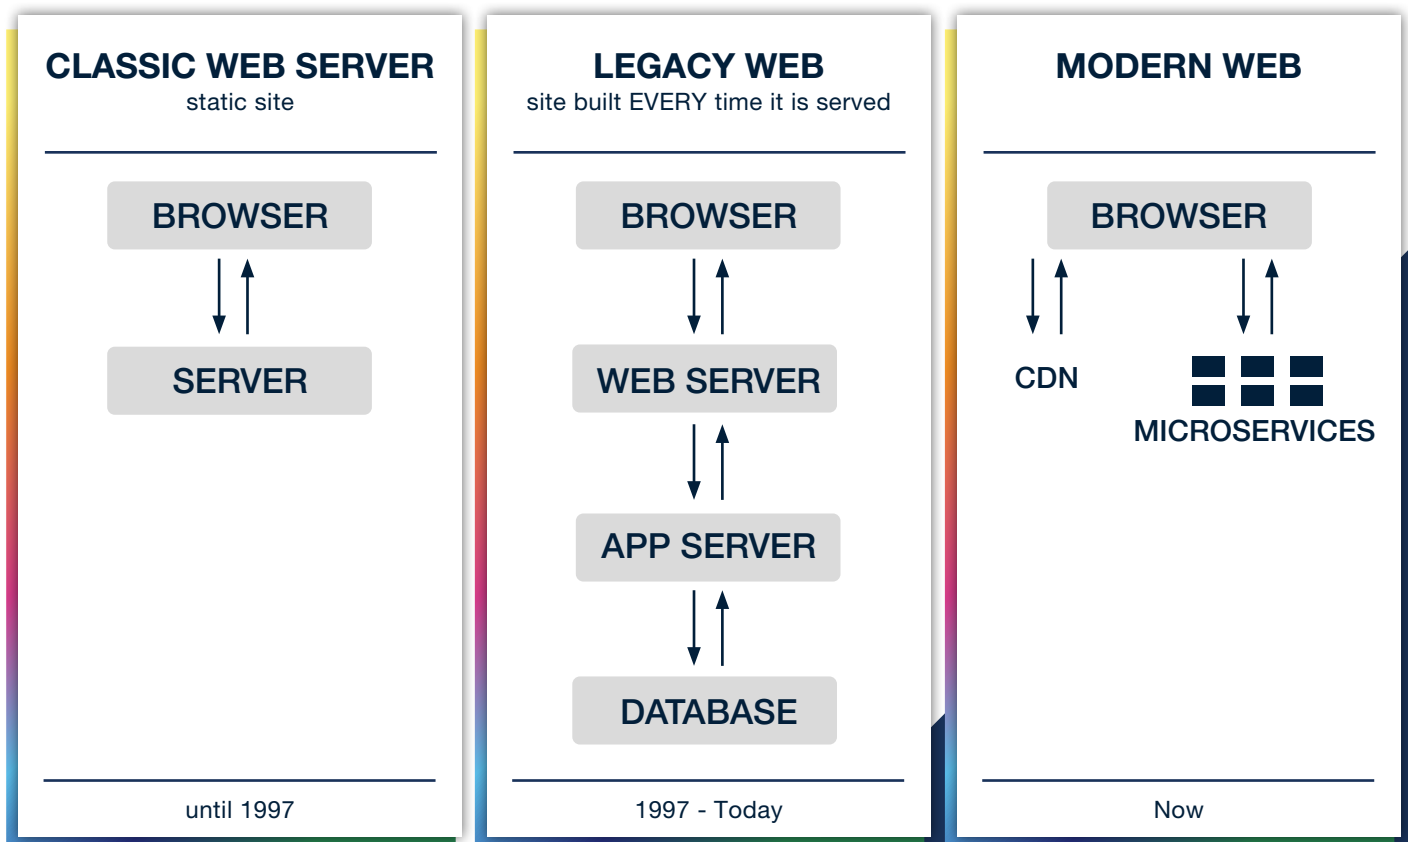 CLASSIC WEB SERVER
static site
BROWSER
SERVER
until 1997
LEGACY WEB
site built EVERY time it is served
BROWSER
WEB SERVER
APP SERVER
DATABASE
1997 - Today
MODERN WEB
BROWSER
CDN
MICROSERVICES
Now